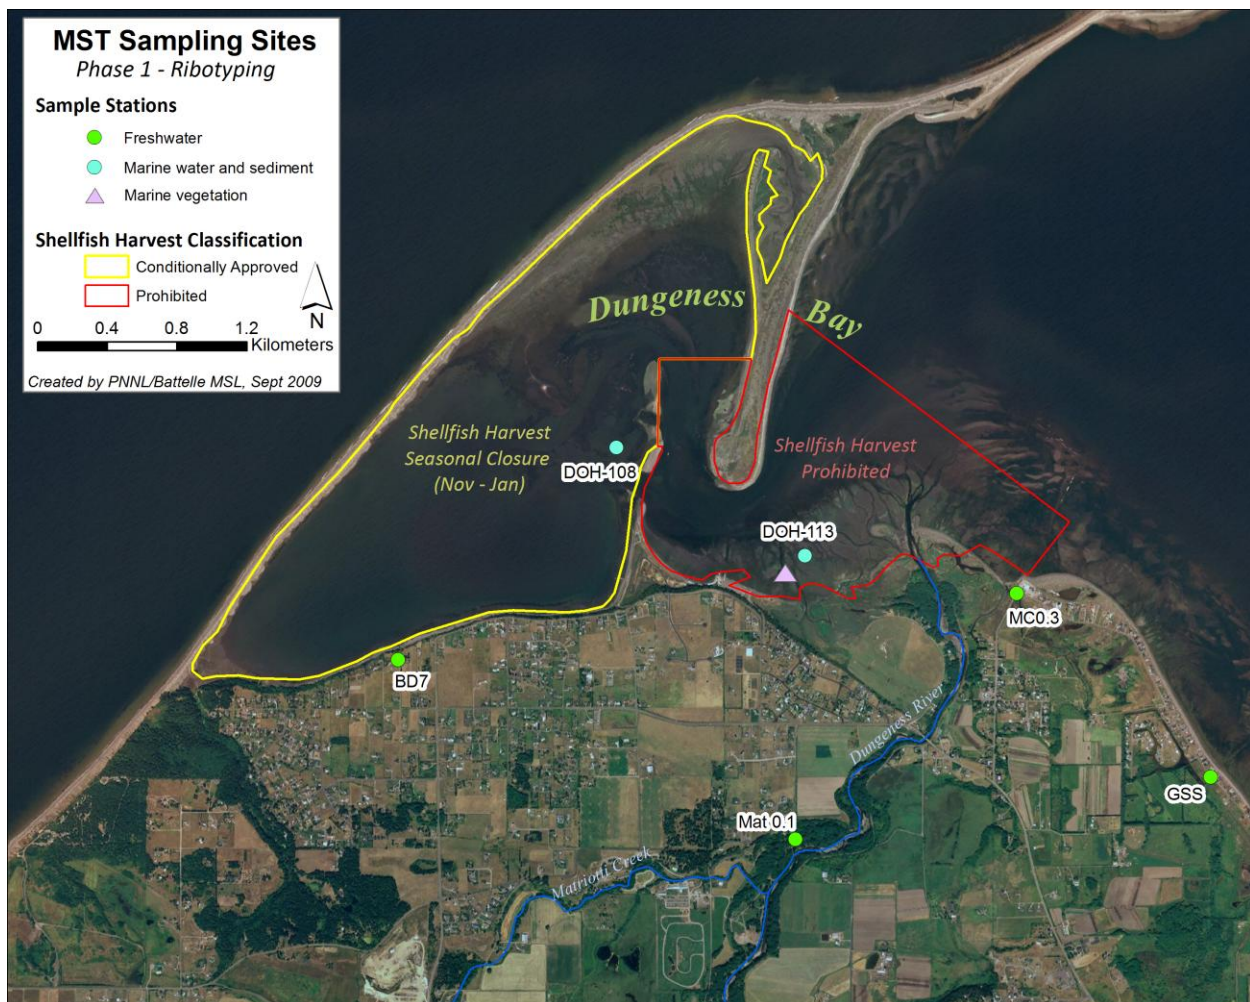 MST Sampling Sites
Phase 1 - Ribotyping
Sample Stations
Freshwater
Marine water and sediment
Marine vegetation
Shellfish Harvest Classification
Conditionally Approved
Prohibited
N
0 0.4 0.8 1.2
Kilometers
Created by PNNL/Battelle MSL, Sept 2009
Dungeness Bay
Shellfish Harvest
Seasonal Closure
(Nov - Jan)
DOH-108
Shellfish Harvest
Prohibited
DOH-113
MC0.3
BD7
Dungeness River
GSS
Mat 0.1
Matriotti Creek